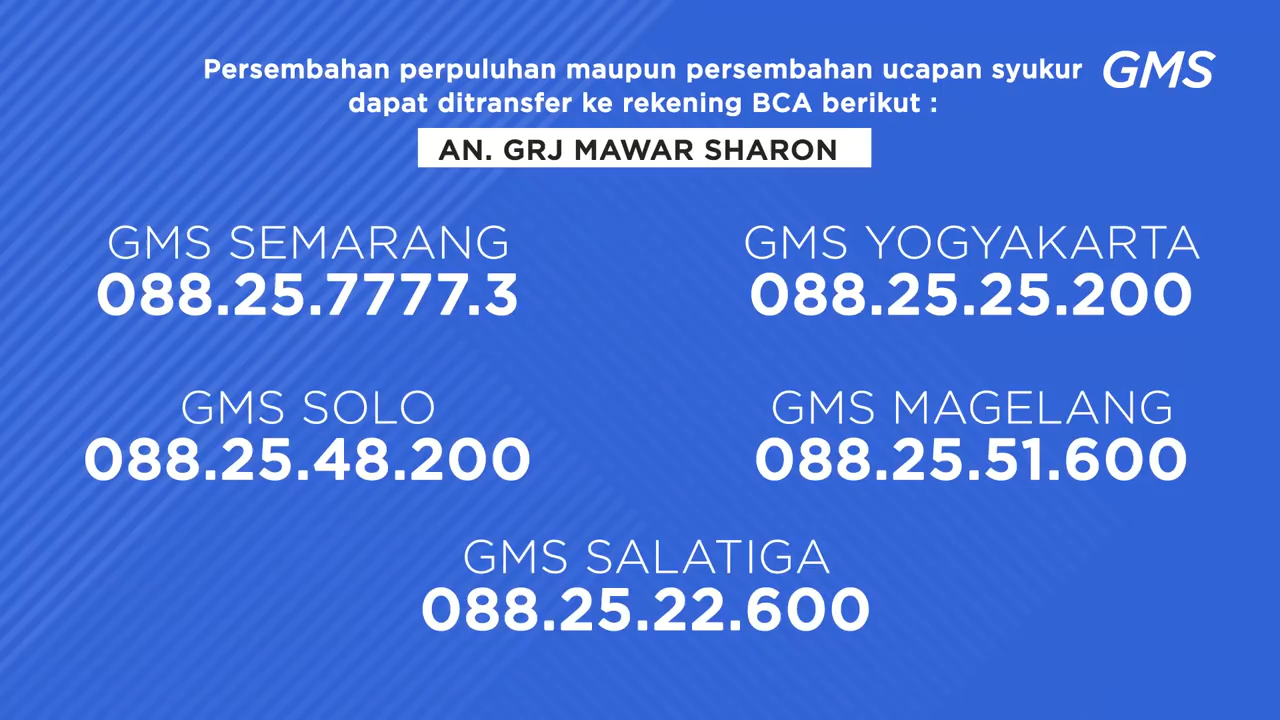 Persembahan perpuluhan maupun persembahan ucapan syukur
dapat ditransfer ke rekening BCA berikut :
GMS
AN. GRJ MAWAR SHARON
GMS SEMARANG
088.25.7777.3
GMS YOGYAKARTA
088.25.25.200
GMS SOLO
088.25.48.200
GMS MAGELANG
088.25.51.600
GMS SALATIGA
088.25.22.600